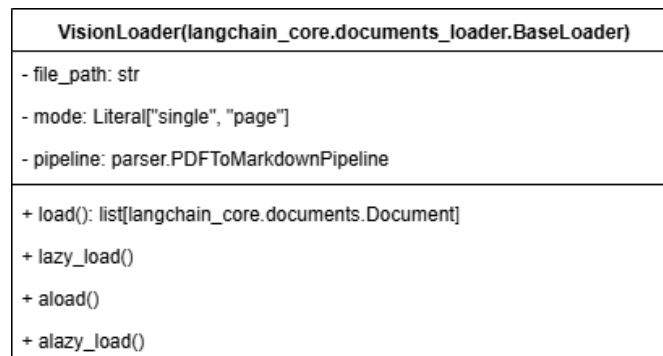 VisionLoader(langchain_core.documents_loader.BaseLoader)
- file_path: str
- mode: Literal["single", "page"]
- pipeline: parser.PDFToMarkdownPipeline
+ load(): list[langchain_core.documents.Document]
+ lazy_load()
+ aload()
+ alazy_load()